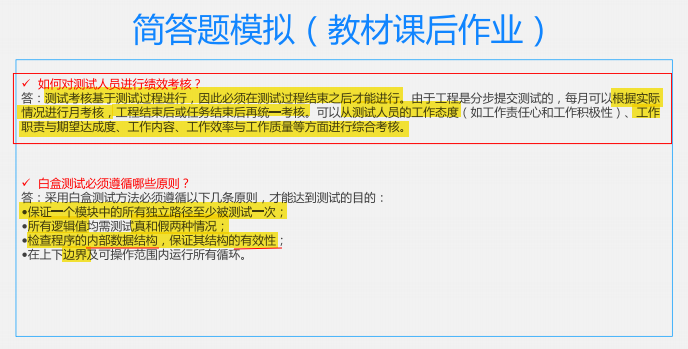 简答题模拟（教材课后作业）
✓ 如何对测试人员进行绩效考核？
答：测试考核基于测试过程进行，因此必须在测试过程结束之后才能进行。由于工程是分步提交测试的，每月可以根据实际
情况进行月考核，工程结束后或任务结束后再统一考核。可以从测试人员的工作态度（如工作责任心和工作积极性）、工作
职责与期望达成度、工作内容、工作效率与工作质量等方面进行综合考核。
✓ 白盒测试必须遵循哪些原则？
答：采用白盒测试方法必须遵循以下几条原则，才能达到测试的目的：
•保证一个模块中的所有独立路径至少被测试一次；
•所有逻辑值均需测试真和假两种情况；
•检查程序的内部数据结构，保证其结构的有效性；
•在上下边界及可操作范围内运行所有循环。